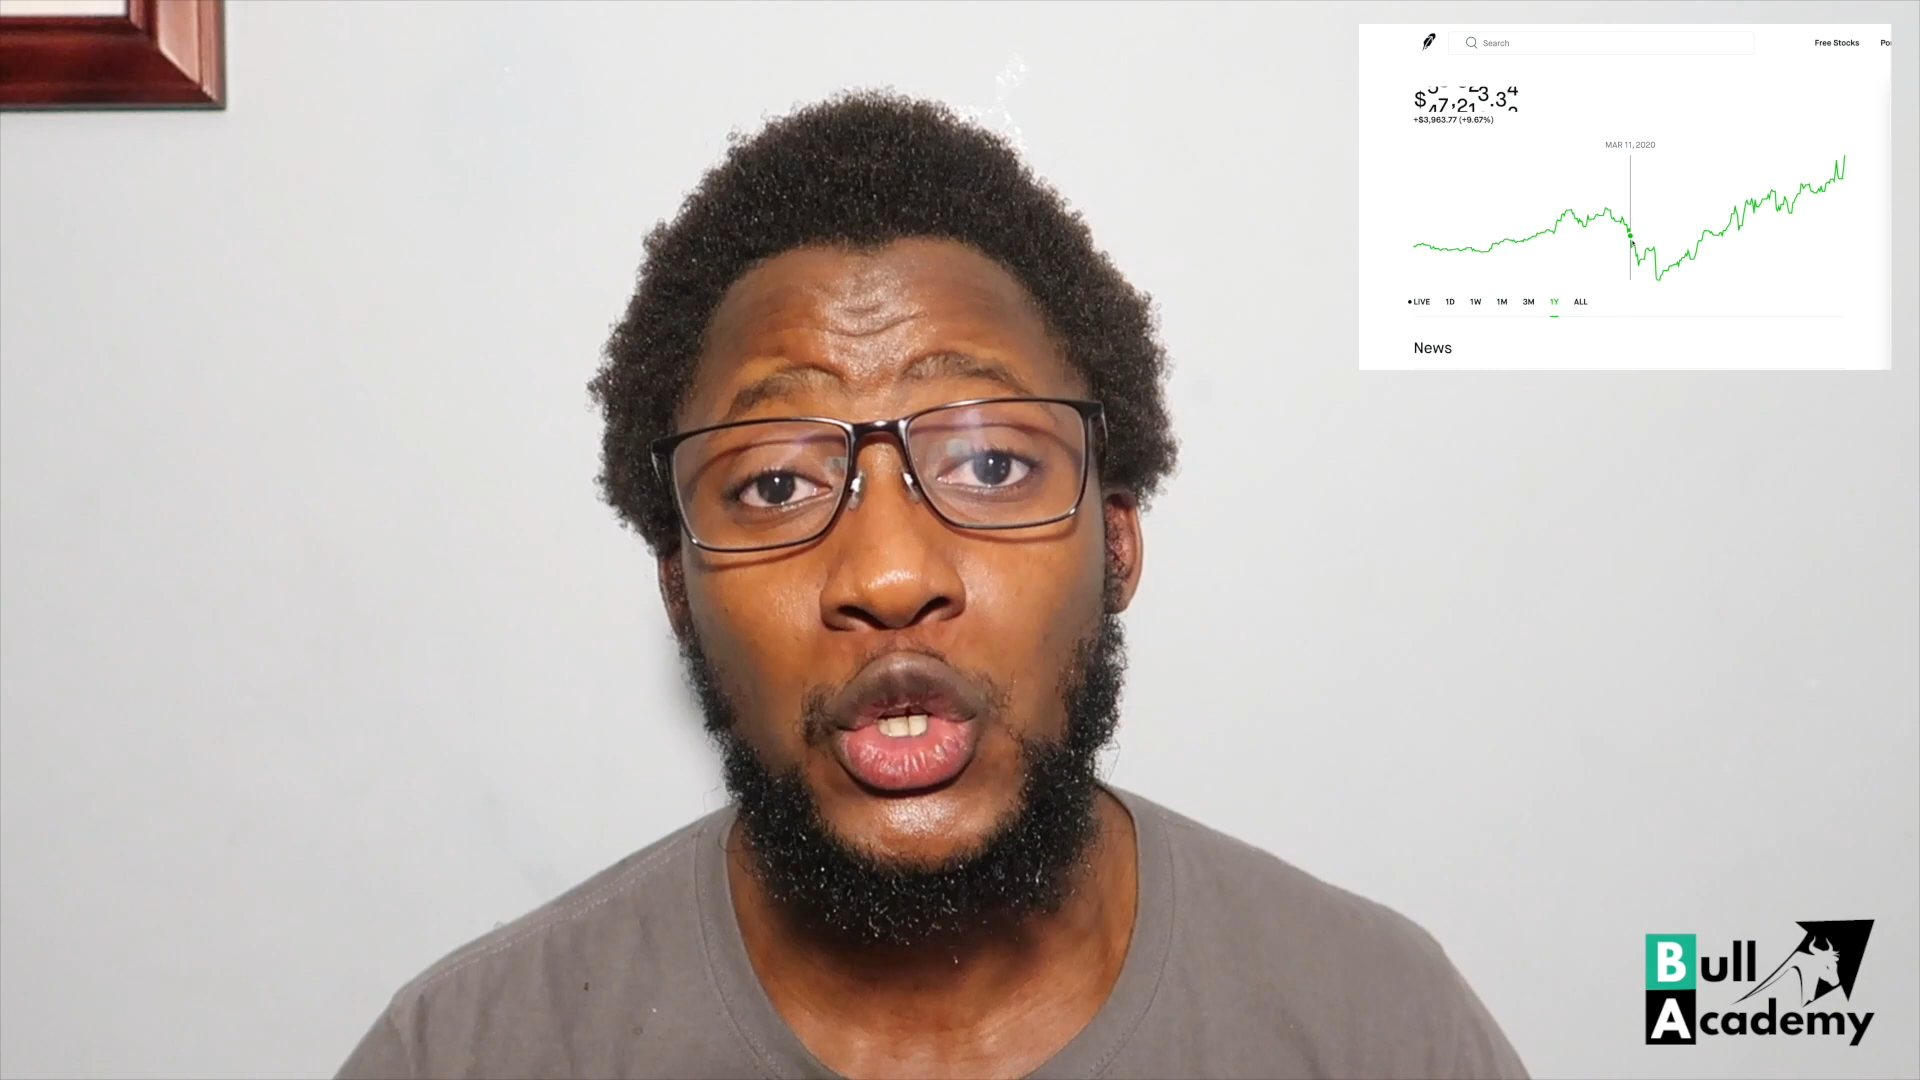 Search
Free Stocks
+$3,963.77 (+9.67%)
MAR 11, 2020
LIVE 1D 1W 1M 3M 1Y ALL
News
Bull
Academy